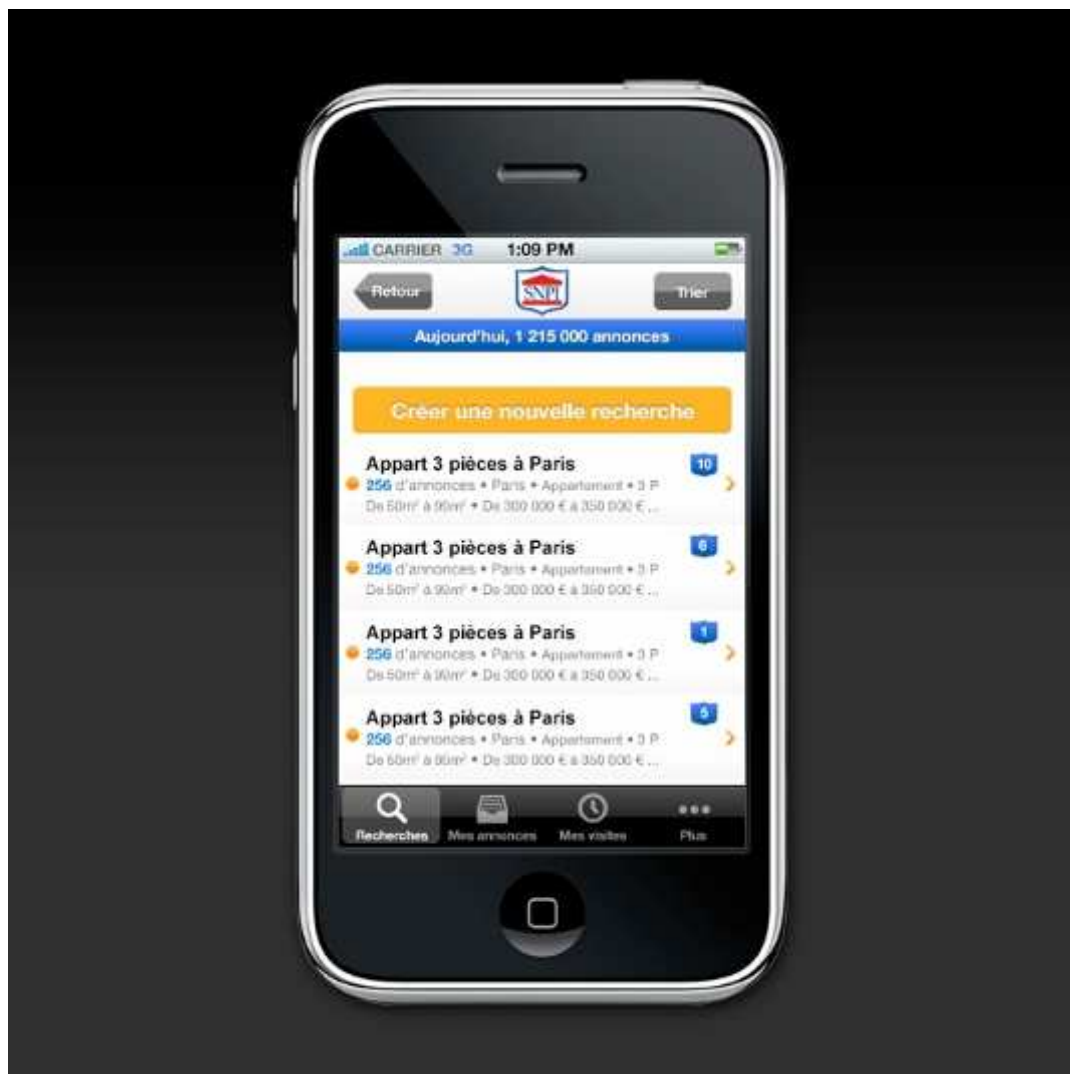 CARRIER 3G 1:09 PM
Retour
SNPI
Trier
Aujourd'hui, 1 215 000 annonces
Créer une nouvelle recherche
Appart 3 pièces à Paris
10
256 d'annonces • Paris • Appartement • 3 P
De 50m² à 90m² • De 300 000 € à 350 000 € ...
Appart 3 pièces à Paris
6
256 d'annonces • Paris • Appartement • 3 P
De 50m² à 90m² • De 300 000 € à 350 000 € ...
Appart 3 pièces à Paris
1
256 d'annonces • Paris • Appartement • 3 P
De 50m² à 90m² • De 300 000 € à 350 000 € ...
Appart 3 pièces à Paris
5
256 d'annonces • Paris • Appartement • 3 P
De 50m² à 90m² • De 300 000 € à 350 000 € ...
Recherches Mes annonces Mes visites Plus